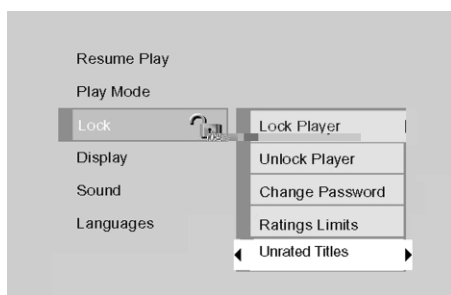 Resume Play
Play Mode
Lock
Display
Sound
Languages
Lock Player
Unlock Player
Change Password
Ratings Limits
Unrated Titles